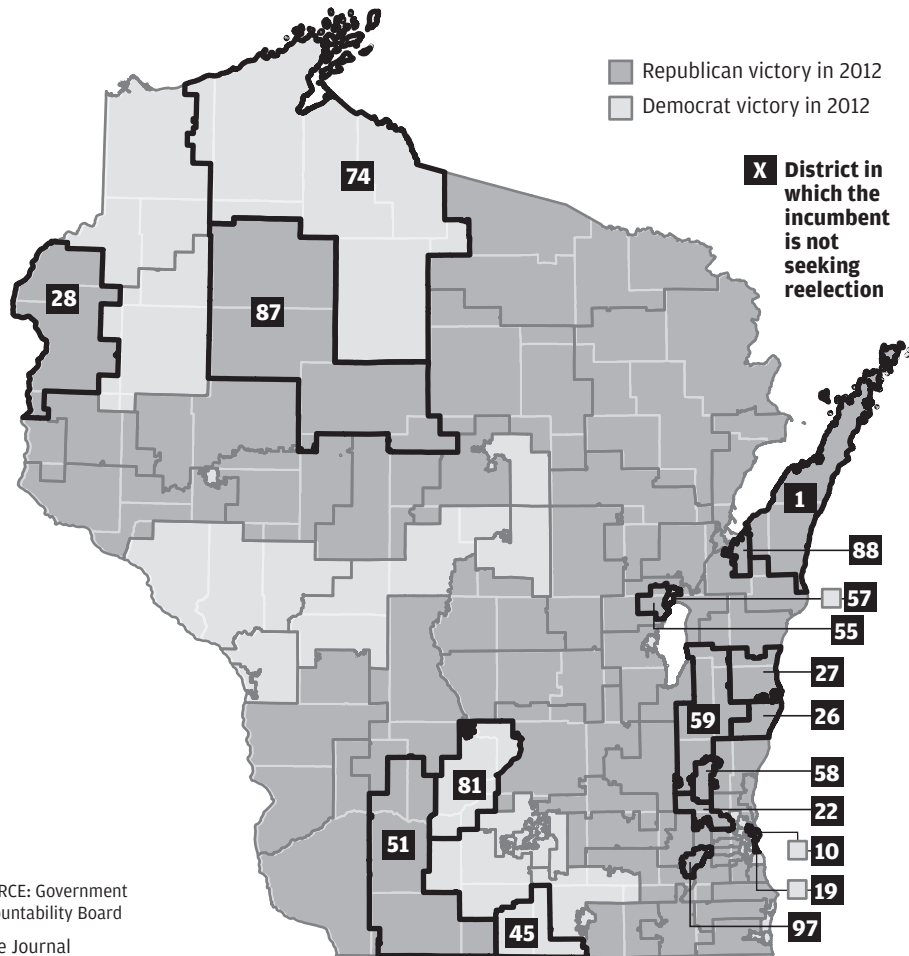 Republican victory in 2012
Democrat victory in 2012
X District in
which the
incumbent
is not
seeking
reelection
74
28
87
1
88
57
55
27
59
26
58
81
22
51
10
19
45
97
RCE: Government
ountability Board
e Journal